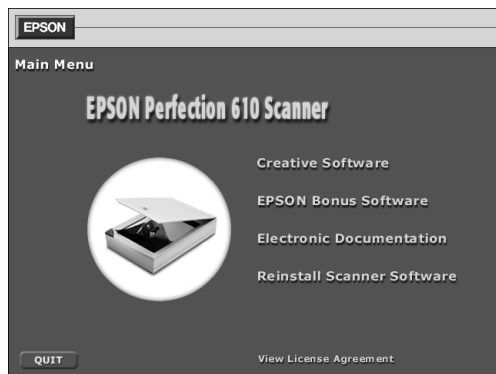 EPSON
Main Menu
EPSON Perfection 610 Scanner
Creative Software
EPSON Bonus Software
Electronic Documentation
Reinstall Scanner Software
QUIT
View License Agreement